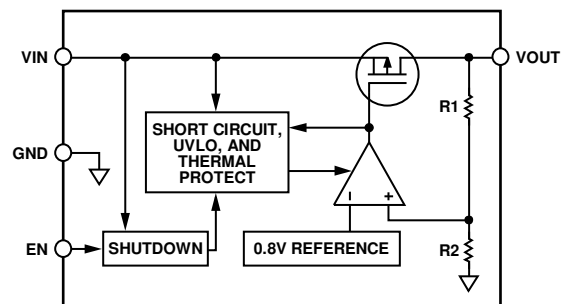 VIN
VOUT
R1
SHORT CIRCUIT,
UVLO, AND
THERMAL
PROTECT
GND
EN
SHUTDOWN
0.8V REFERENCE
R2